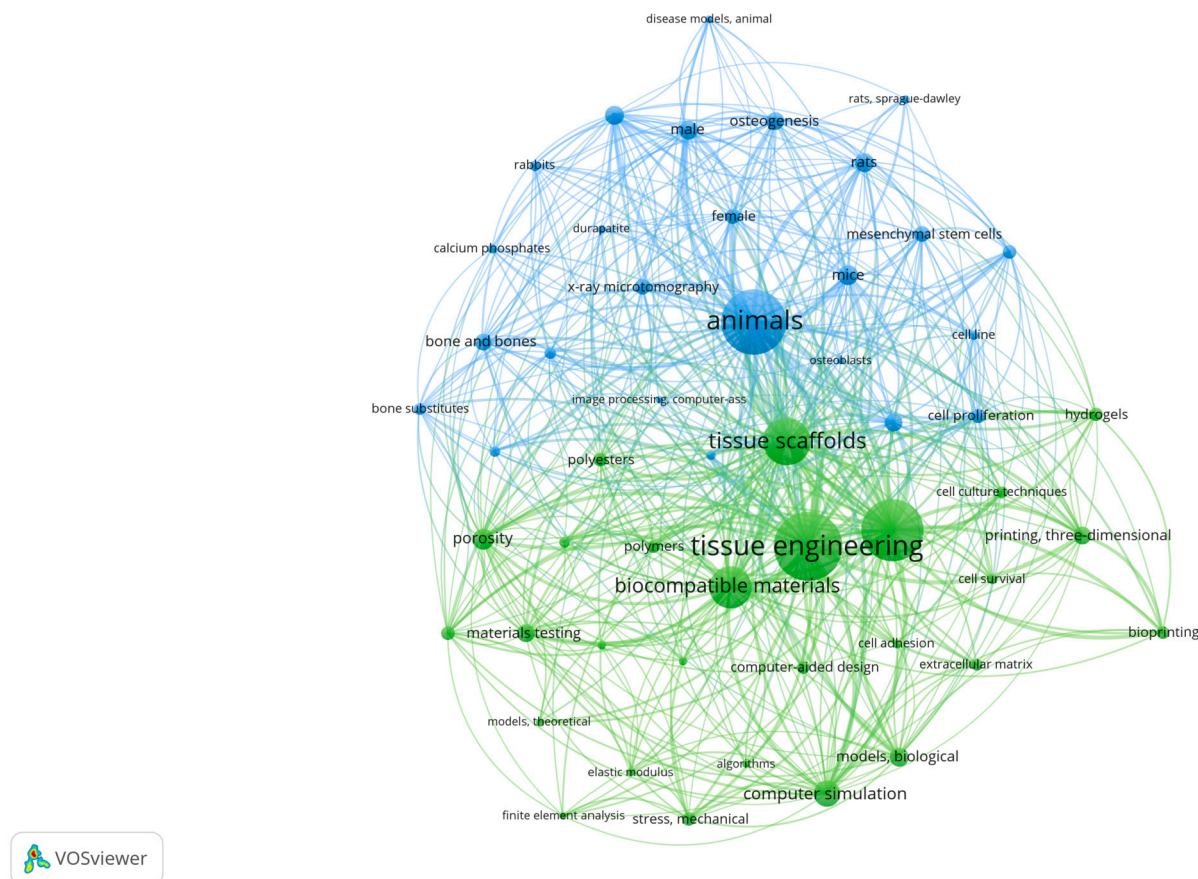 disease models, animal
rats, sprague-dawley
osteogenesis
male
rabbits
rats
female
durapatite
mesenchymal stem cells
calcium phosphates
mice
x-ray microtomography
animals
cell line
bone and bones
osteoblasts
image processing, computer-ass
bone substitutes
cell proliferation
hydrogels
tissue scaffolds
polyesters
cell culture techniques
porosity
printing, three-dimensional
polymers
tissue engineering
cell survival
biocompatible materials
materials testing
bioprinting
cell adhesion
computer-aided design
extracellular matrix
models, theoretical
models, biological
algorithms
elastic modulus
computer simulation
finite element analysis
stress, mechanical
VOSviewer